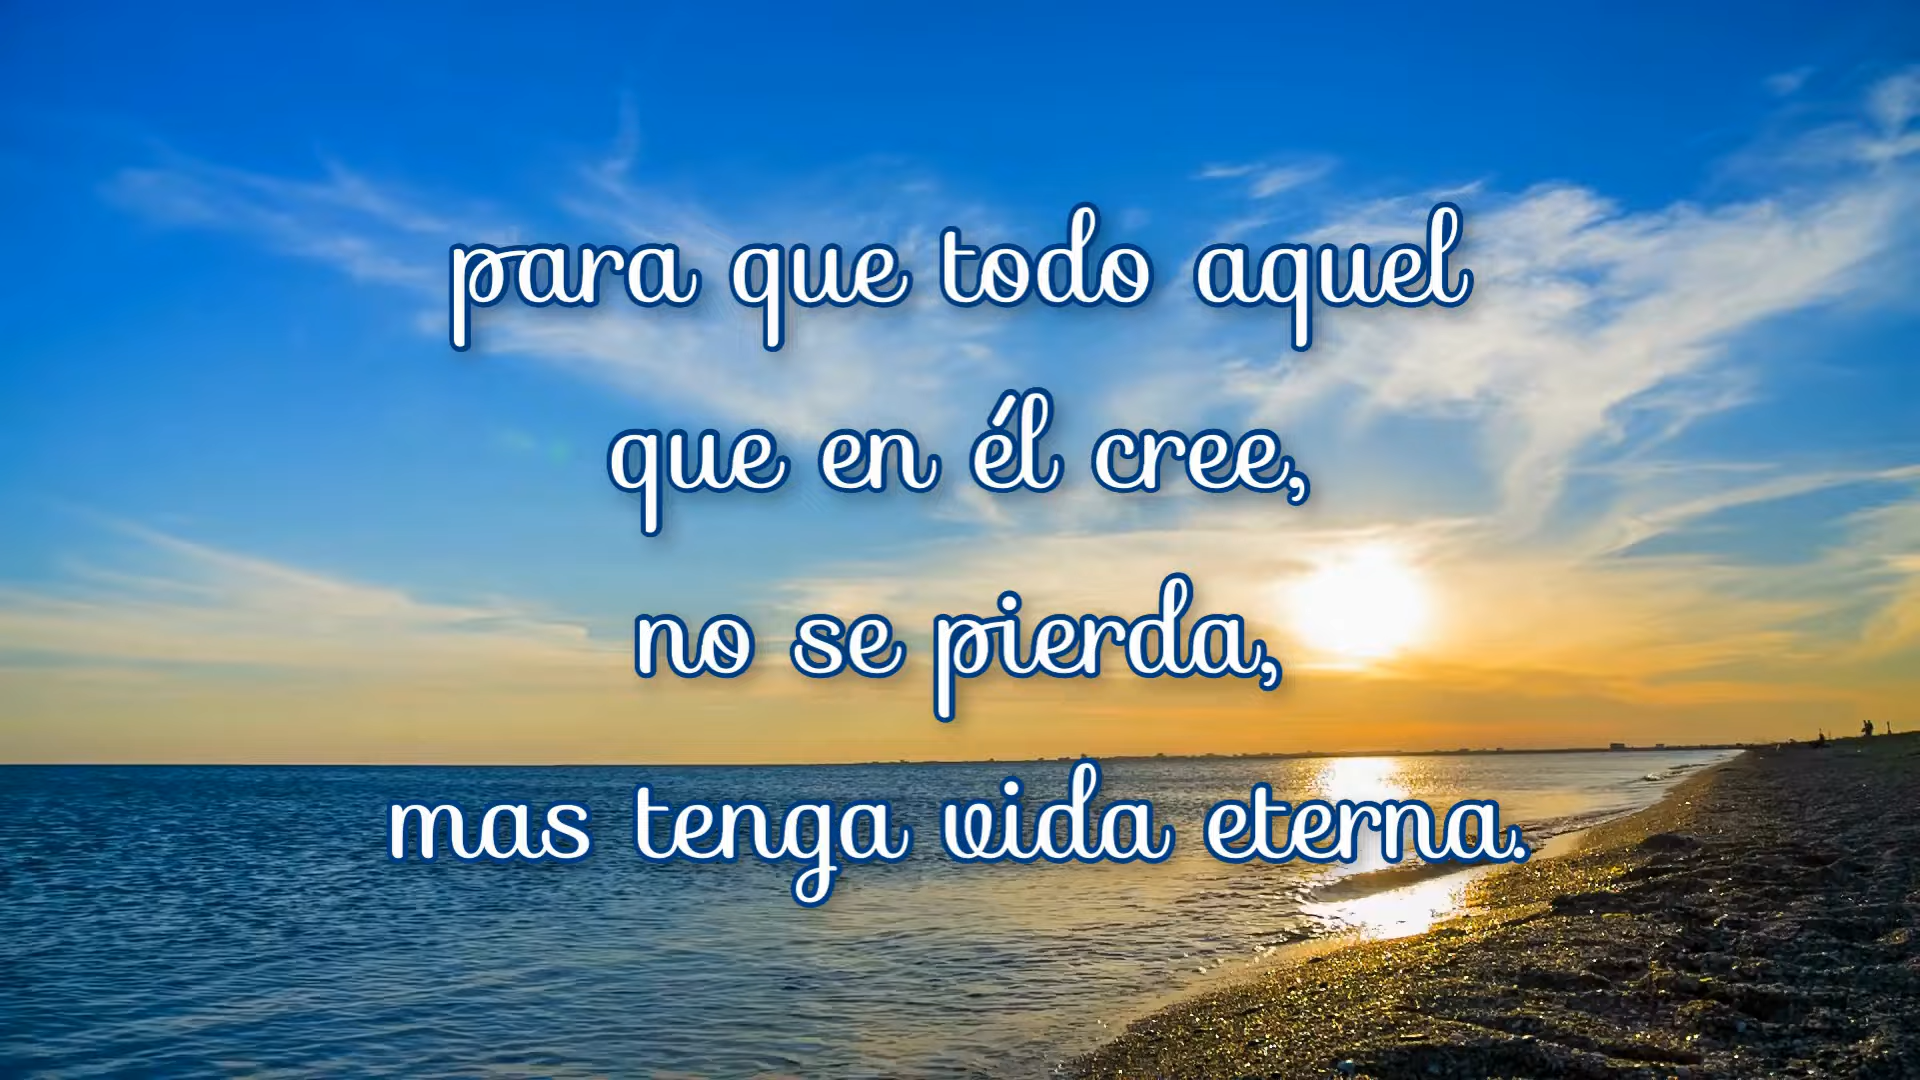 para que todo aquel
que en él cree,
no se pierda,
mas tenga vida eterna.